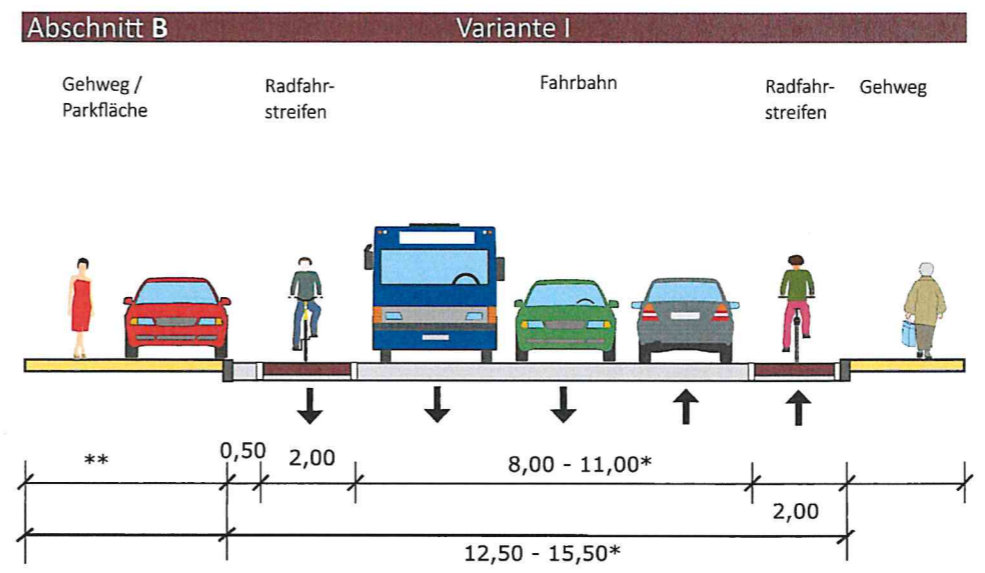 Abschnitt B
Variante I
Gehweg /
Parkfläche
Radfahr-
streifen
Fahrbahn
Radfahr-
streifen
Gehweg
**
0,50
2,00
8,00 - 11,00*
2,00
12,50 - 15,50*